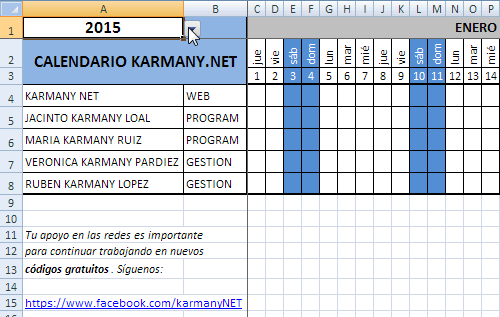 A B C D E F G H I J K L M N O P
1 2015 ENERO
2 CALENDARIO KARMANY.NET jue vie sáb dom lun mar mié jue vie sáb dom lun mar mié
3 1 2 3 4 5 6 7 8 9 10 11 12 13 14
4 KARMANY NET WEB
5 JACINTO KARMANY LOAL PROGRAM
6 MARIA KARMANY RUIZ PROGRAM
7 VERONICA KARMANY PARDIEZ GESTION
8 RUBEN KARMANY LOPEZ GESTION
9
10
11 Tu apoyo en las redes es importante
12 para continuar trabajando en nuevos
13 códigos gratuitos . Síguenos:
14
15 https://www.facebook.com/karmanyNET
16